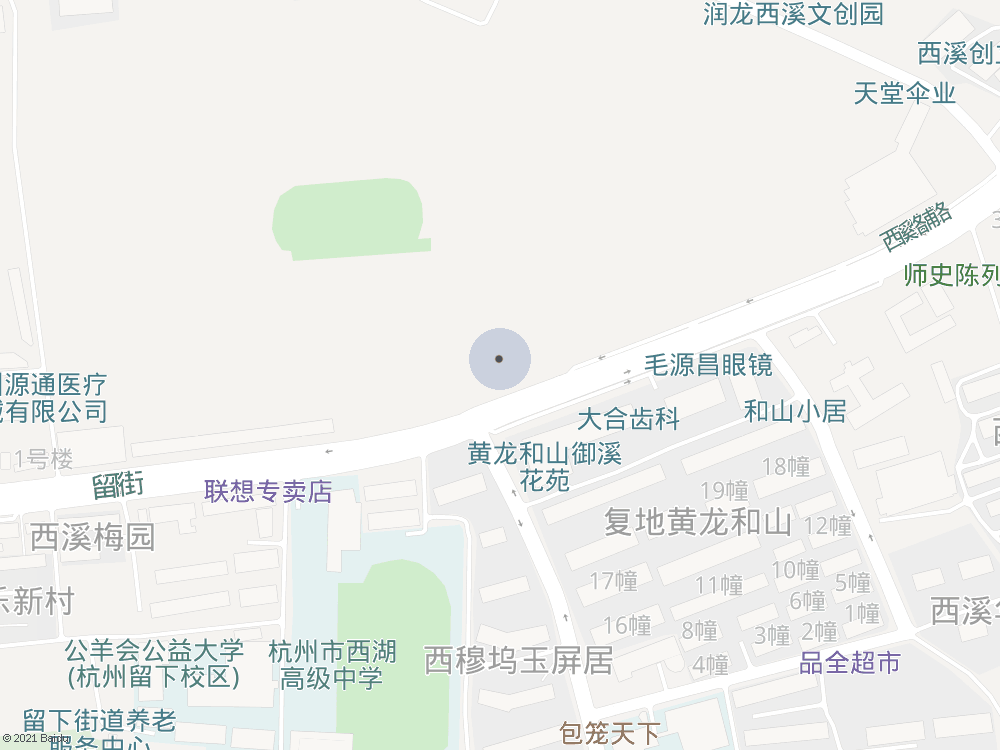 润龙西溪文创园
西溪创
天堂伞业
西溪路辅路
师史陈列
源通医疗
有限公司
毛源昌眼镜
大合齿科
和山小居
1号楼
留街
联想专卖店
黄龙和山御溪
花苑
18幢
19幢
西溪梅园
复地黄龙和山
12幢
17幢
11幢
10幢
5幢
新村
6幢
1幢
西溪
16幢
8幢
3幢
2幢
4幢
公羊会公益大学
(杭州留下校区)
杭州市西湖
高级中学
西穆坞玉屏居
品全超市
留下街道养老
服务中心
包笼天下
© 2021 Baidu